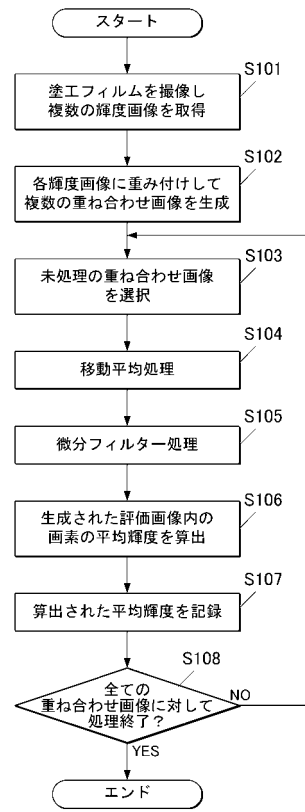 スタート
S101
塗工フィルムを撮像し
複数の輝度画像を取得
S102
各輝度画像に重み付けして
複数の重ね合わせ画像を生成
S103
未処理の重ね合わせ画像
を選択
S104
移動平均処理
S105
微分フィルター処理
S106
生成された評価画像内の
画素の平均輝度を算出
S107
算出された平均輝度を記録
S108
全ての
重ね合わせ画像に対して
処理終了？
NO
YES
エンド